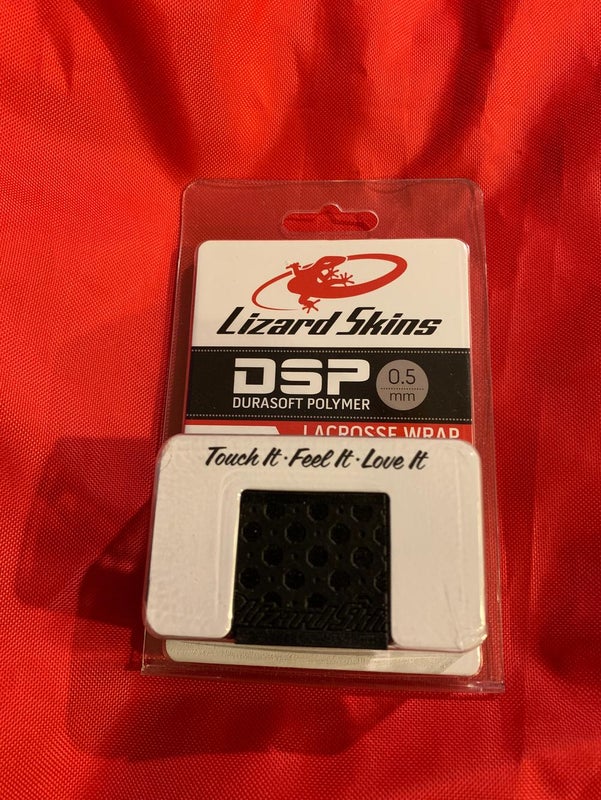 Lizard Skins
DSP
DURASOFT POLYMER
0.5
mm
LACROSSE WRAP
Touch It · Feel It · Love It
Lizard Skins